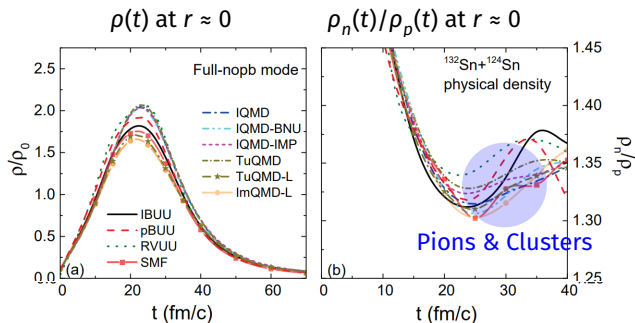 ρ(t) at r ≈ 0
ρₙ(t)/ρₚ(t) at r ≈ 0
2.5
2.0
1.5
1.0
0.5
0.0
ρ/ρ₀
Full-nopb mode
IQMD
IQMD-BNU
IQMD-IMP
TuQMD
TuQMD-L
ImQMD-L
IBUU
pBUU
RVUU
SMF
(a)
0 20 40 60
t (fm/c)
¹³²Sn+¹²⁴Sn
physical density
Pions & Clusters
(b)
0 10 20 30 40
t (fm/c)
1.45
1.40
1.35
1.30
1.25
ρₙ/ρₚ